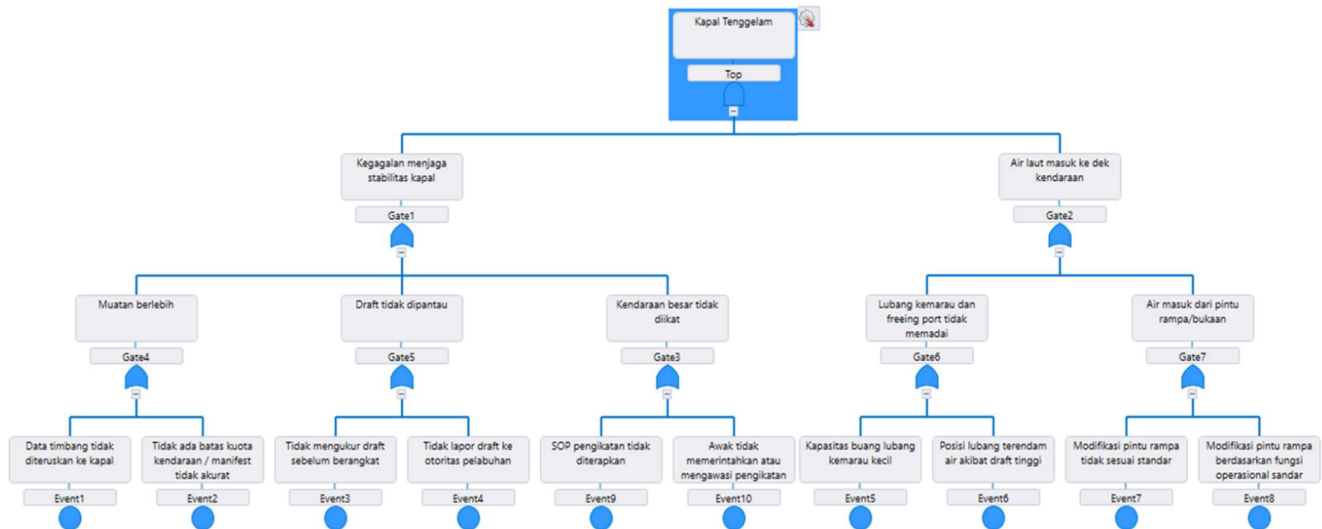 Kapal Tenggelam
Top
Kegagalan menjaga
stabilitas kapal
Gate1
Air laut masuk ke dek
kendaraan
Gate2
Muatan berlebih
Gate4
Draft tidak dipantau
Gate5
Kendaraan besar tidak
diikat
Gate3
Lubang kemarau dan
freeing port tidak
memadai
Gate6
Air masuk dari pintu
rampa/bukaan
Gate7
Data timbang tidak
diteruskan ke kapal
Event1
Tidak ada batas kuota
kendaraan / manifest
tidak akurat
Event2
Tidak mengukur draft
sebelum berangkat
Event3
Tidak lapor draft ke
otoritas pelabuhan
Event4
SOP pengikatan tidak
diterapkan
Event9
Awak tidak
memerintahkan atau
mengawasi pengikatan
Event10
Kapasitas buang lubang
kemarau kecil
Event5
Posisi lubang terendam
air akibat draft tinggi
Event6
Modifikasi pintu rampa
tidak sesuai standar
Event7
Modifikasi pintu rampa
berdasarkan fungsi
operasional sandar
Event8